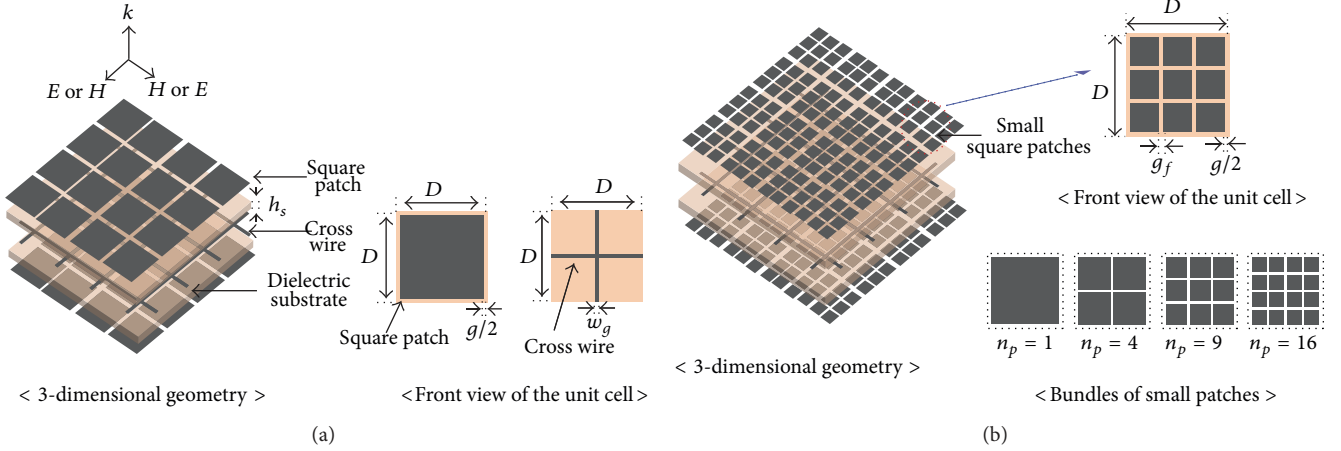 k
E or H
H or E
Square
patch
h_s
Cross
wire
Dielectric
substrate
D
D
g/2
Square patch
D
D
w_g
Cross wire
< 3-dimensional geometry >
<Front view of the unit cell>
(a)
Small
square patches
D
D
g_f
g/2
<Front view of the unit cell>
n_p = 1
n_p = 4
n_p = 9
n_p = 16
< 3-dimensional geometry >
<Bundles of small patches >
(b)